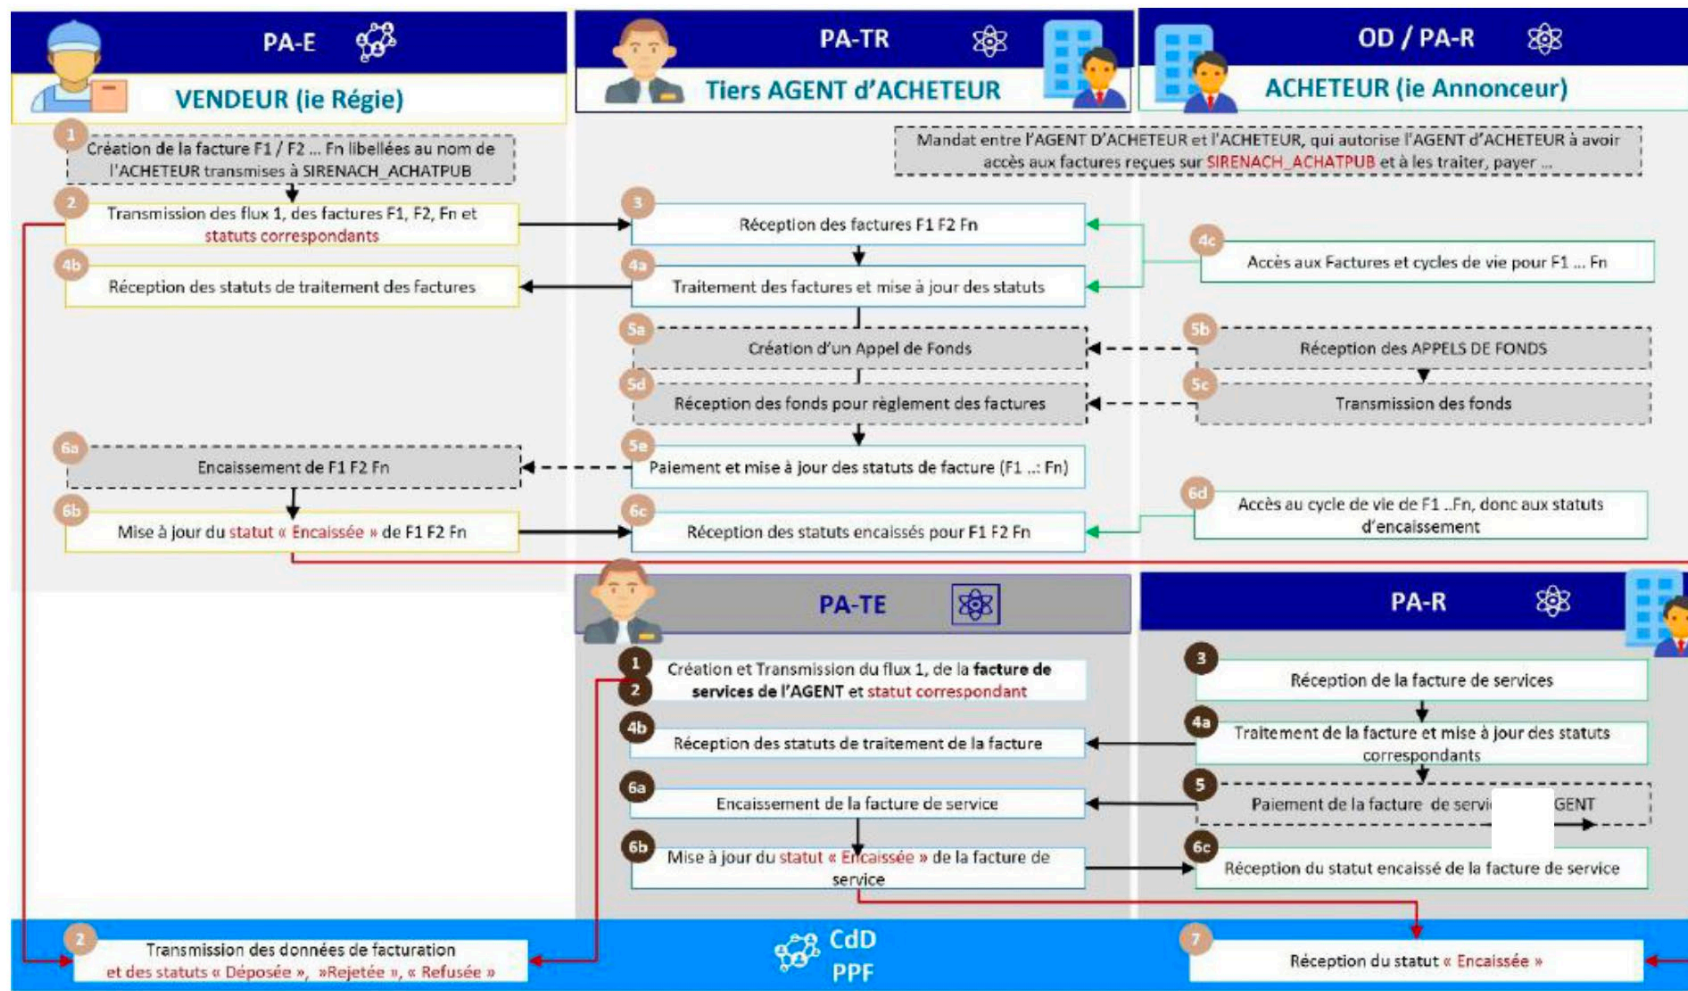 PA-E
VENDEUR (ie Régie)
PA-TR
Tiers AGENT d'ACHETEUR
OD / PA-R
ACHETEUR (ie Annonceur)
1
Création de la facture F1 / F2 ... Fn libellées au nom de
l'ACHETEUR transmises à SIRENACH_ACHATPUB
Mandat entre l'AGENT D'ACHETEUR et l'ACHETEUR, qui autorise l'AGENT d'ACHETEUR à avoir
accès aux factures reçues sur SIRENACH_ACHATPUB et à les traiter, payer ...
2
Transmission des flux 1, des factures F1, F2, Fn et
statuts correspondants
3
Réception des factures F1 F2 Fn
4c
Accès aux Factures et cycles de vie pour F1 ... Fn
4b
Réception des statuts de traitement des factures
4a
Traitement des factures et mise à jour des statuts
5a
Création d'un Appel de Fonds
5b
Réception des APPELS DE FONDS
5d
Réception des fonds pour règlement des factures
5c
Transmission des fonds
6a
Encaissement de F1 F2 Fn
5e
Paiement et mise à jour des statuts de facture (F1 ..: Fn)
6b
Mise à jour du statut « Encaissée » de F1 F2 Fn
6c
Réception des statuts encaissés pour F1 F2 Fn
6d
Accès au cycle de vie de F1 ..Fn, donc aux statuts
d'encaissement
PA-TE
PA-R
1
2
Création et Transmission du flux 1, de la facture de
services de l'AGENT et statut correspondant
3
Réception de la facture de services
4b
Réception des statuts de traitement de la facture
4a
Traitement de la facture et mise à jour des statuts
correspondants
6a
Encaissement de la facture de service
5
Paiement de la facture de servi GENT
6b
Mise à jour du statut « Encaissée » de la facture de
service
6c
Réception du statut encaissé de la facture de service
2
Transmission des données de facturation
et des statuts « Déposée », »Rejetée », « Refusée »
CdD
PPF
7
Réception du statut « Encaissée »